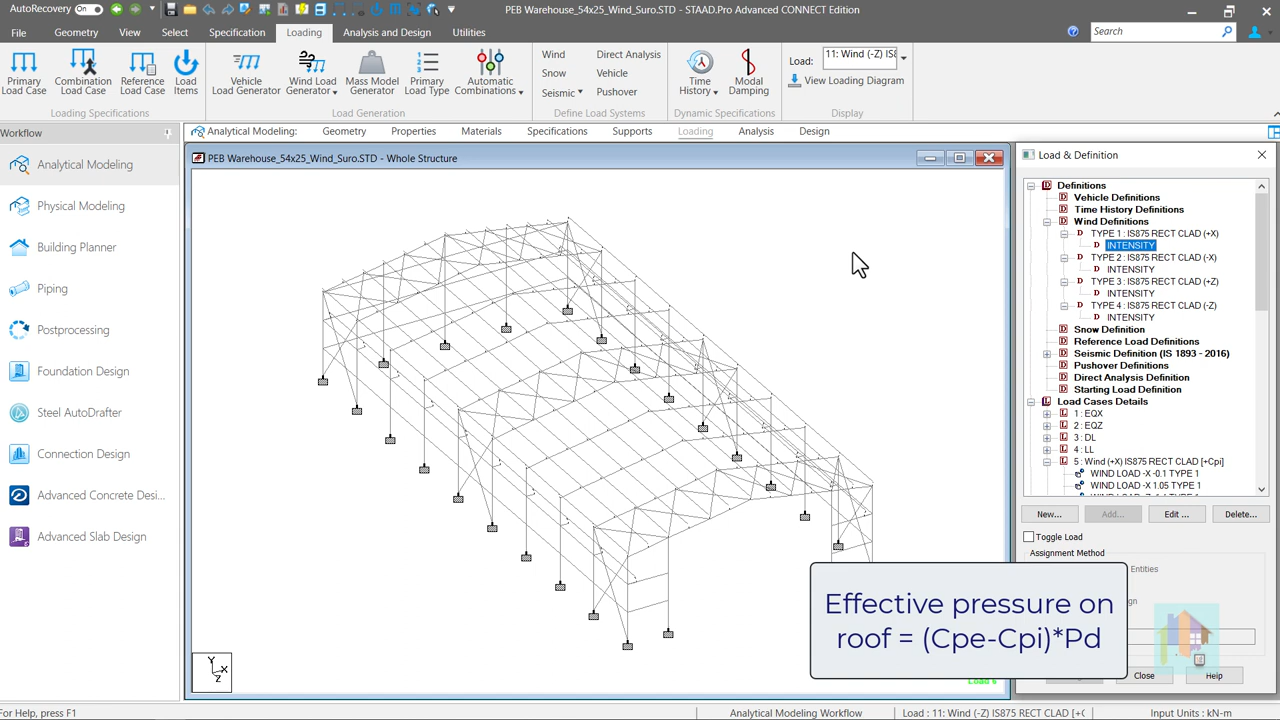 AutoRecovery On
PEB Warehouse_54x25_Wind_Suro.STD - STAAD.Pro Advanced CONNECT Edition
File
Geometry
View
Select
Specification
Loading
Analysis and Design
Utilities
Search
Primary
Load Case
Combination
Load Case
Reference
Load Case
Load
Items
Loading Specifications
Vehicle
Load Generator
Wind Load
Generator
Mass Model
Generator
Primary
Load Type
Automatic
Combinations
Load Generation
Wind
Snow
Seismic
Direct Analysis
Vehicle
Pushover
Define Load Systems
Time
History
Modal
Damping
Dynamic Specifications
Load:
11: Wind (-Z) IS8
View Loading Diagram
Display
Workflow
Analytical Modeling:
Geometry
Properties
Materials
Specifications
Supports
Loading
Analysis
Design
Analytical Modeling
Physical Modeling
Building Planner
Piping
Postprocessing
Foundation Design
Steel AutoDrafter
Connection Design
Advanced Concrete Desi...
Advanced Slab Design
PEB Warehouse_54x25_Wind_Suro.STD - Whole Structure
Y
X
Z
Load & Definition
Definitions
Vehicle Definitions
Time History Definitions
Wind Definitions
TYPE 1 : IS875 RECT CLAD (+X)
INTENSITY
TYPE 2 : IS875 RECT CLAD (-X)
INTENSITY
TYPE 3 : IS875 RECT CLAD (+Z)
INTENSITY
TYPE 4 : IS875 RECT CLAD (-Z)
INTENSITY
Snow Definition
Reference Load Definitions
Seismic Definition (IS 1893 - 2016)
Pushover Definitions
Direct Analysis Definition
Starting Load Definition
Load Cases Details
1 : EQX
2 : EQZ
3 : DL
4 : LL
5 : Wind (+X) IS875 RECT CLAD [+Cpi]
WIND LOAD -X -0.1 TYPE 1
WIND LOAD -X 1.05 TYPE 1
New...
Add...
Edit ...
Delete...
Toggle Load
Assignment Method
Entities
Effective pressure on
roof = (Cpe-Cpi)*Pd
Close
Help
For Help, press F1
Analytical Modeling Workflow
Load : 11: Wind (-Z) IS875 RECT CLAD [+C
Input Units : kN-m